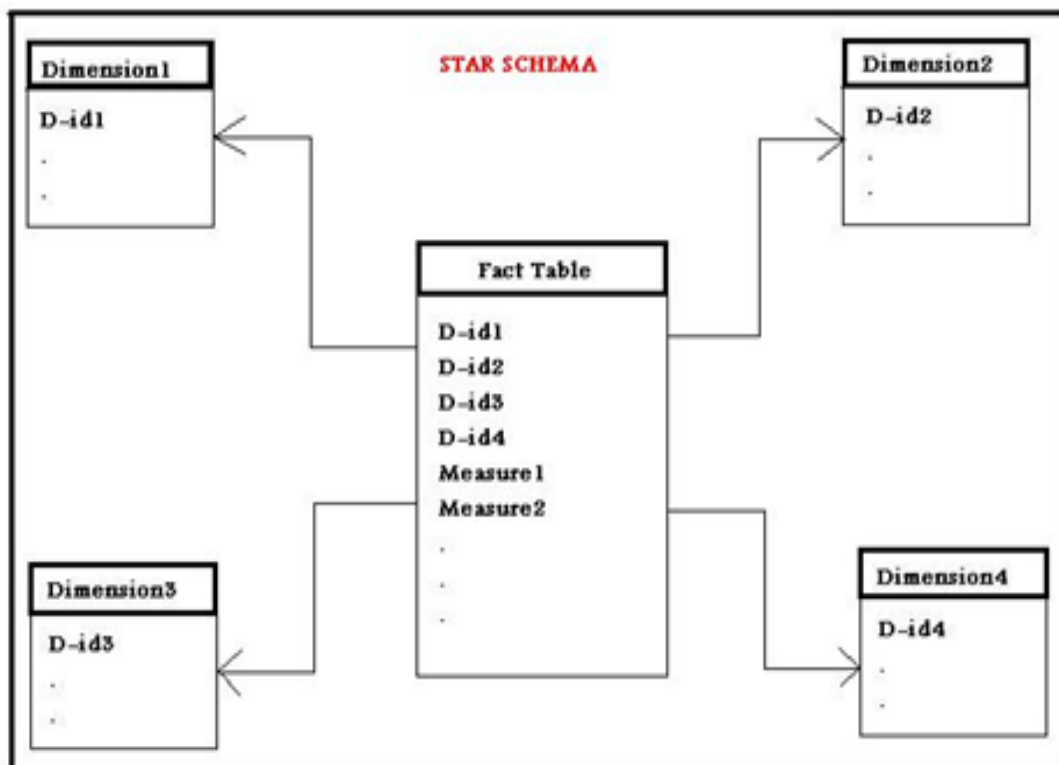 STAR SCHEMA
Dimension1
D-id1
.
.
Dimension2
D-id2
.
.
Fact Table
D-id1
D-id2
D-id3
D-id4
Measure1
Measure2
.
.
.
Dimension3
D-id3
.
.
Dimension4
D-id4
.
.